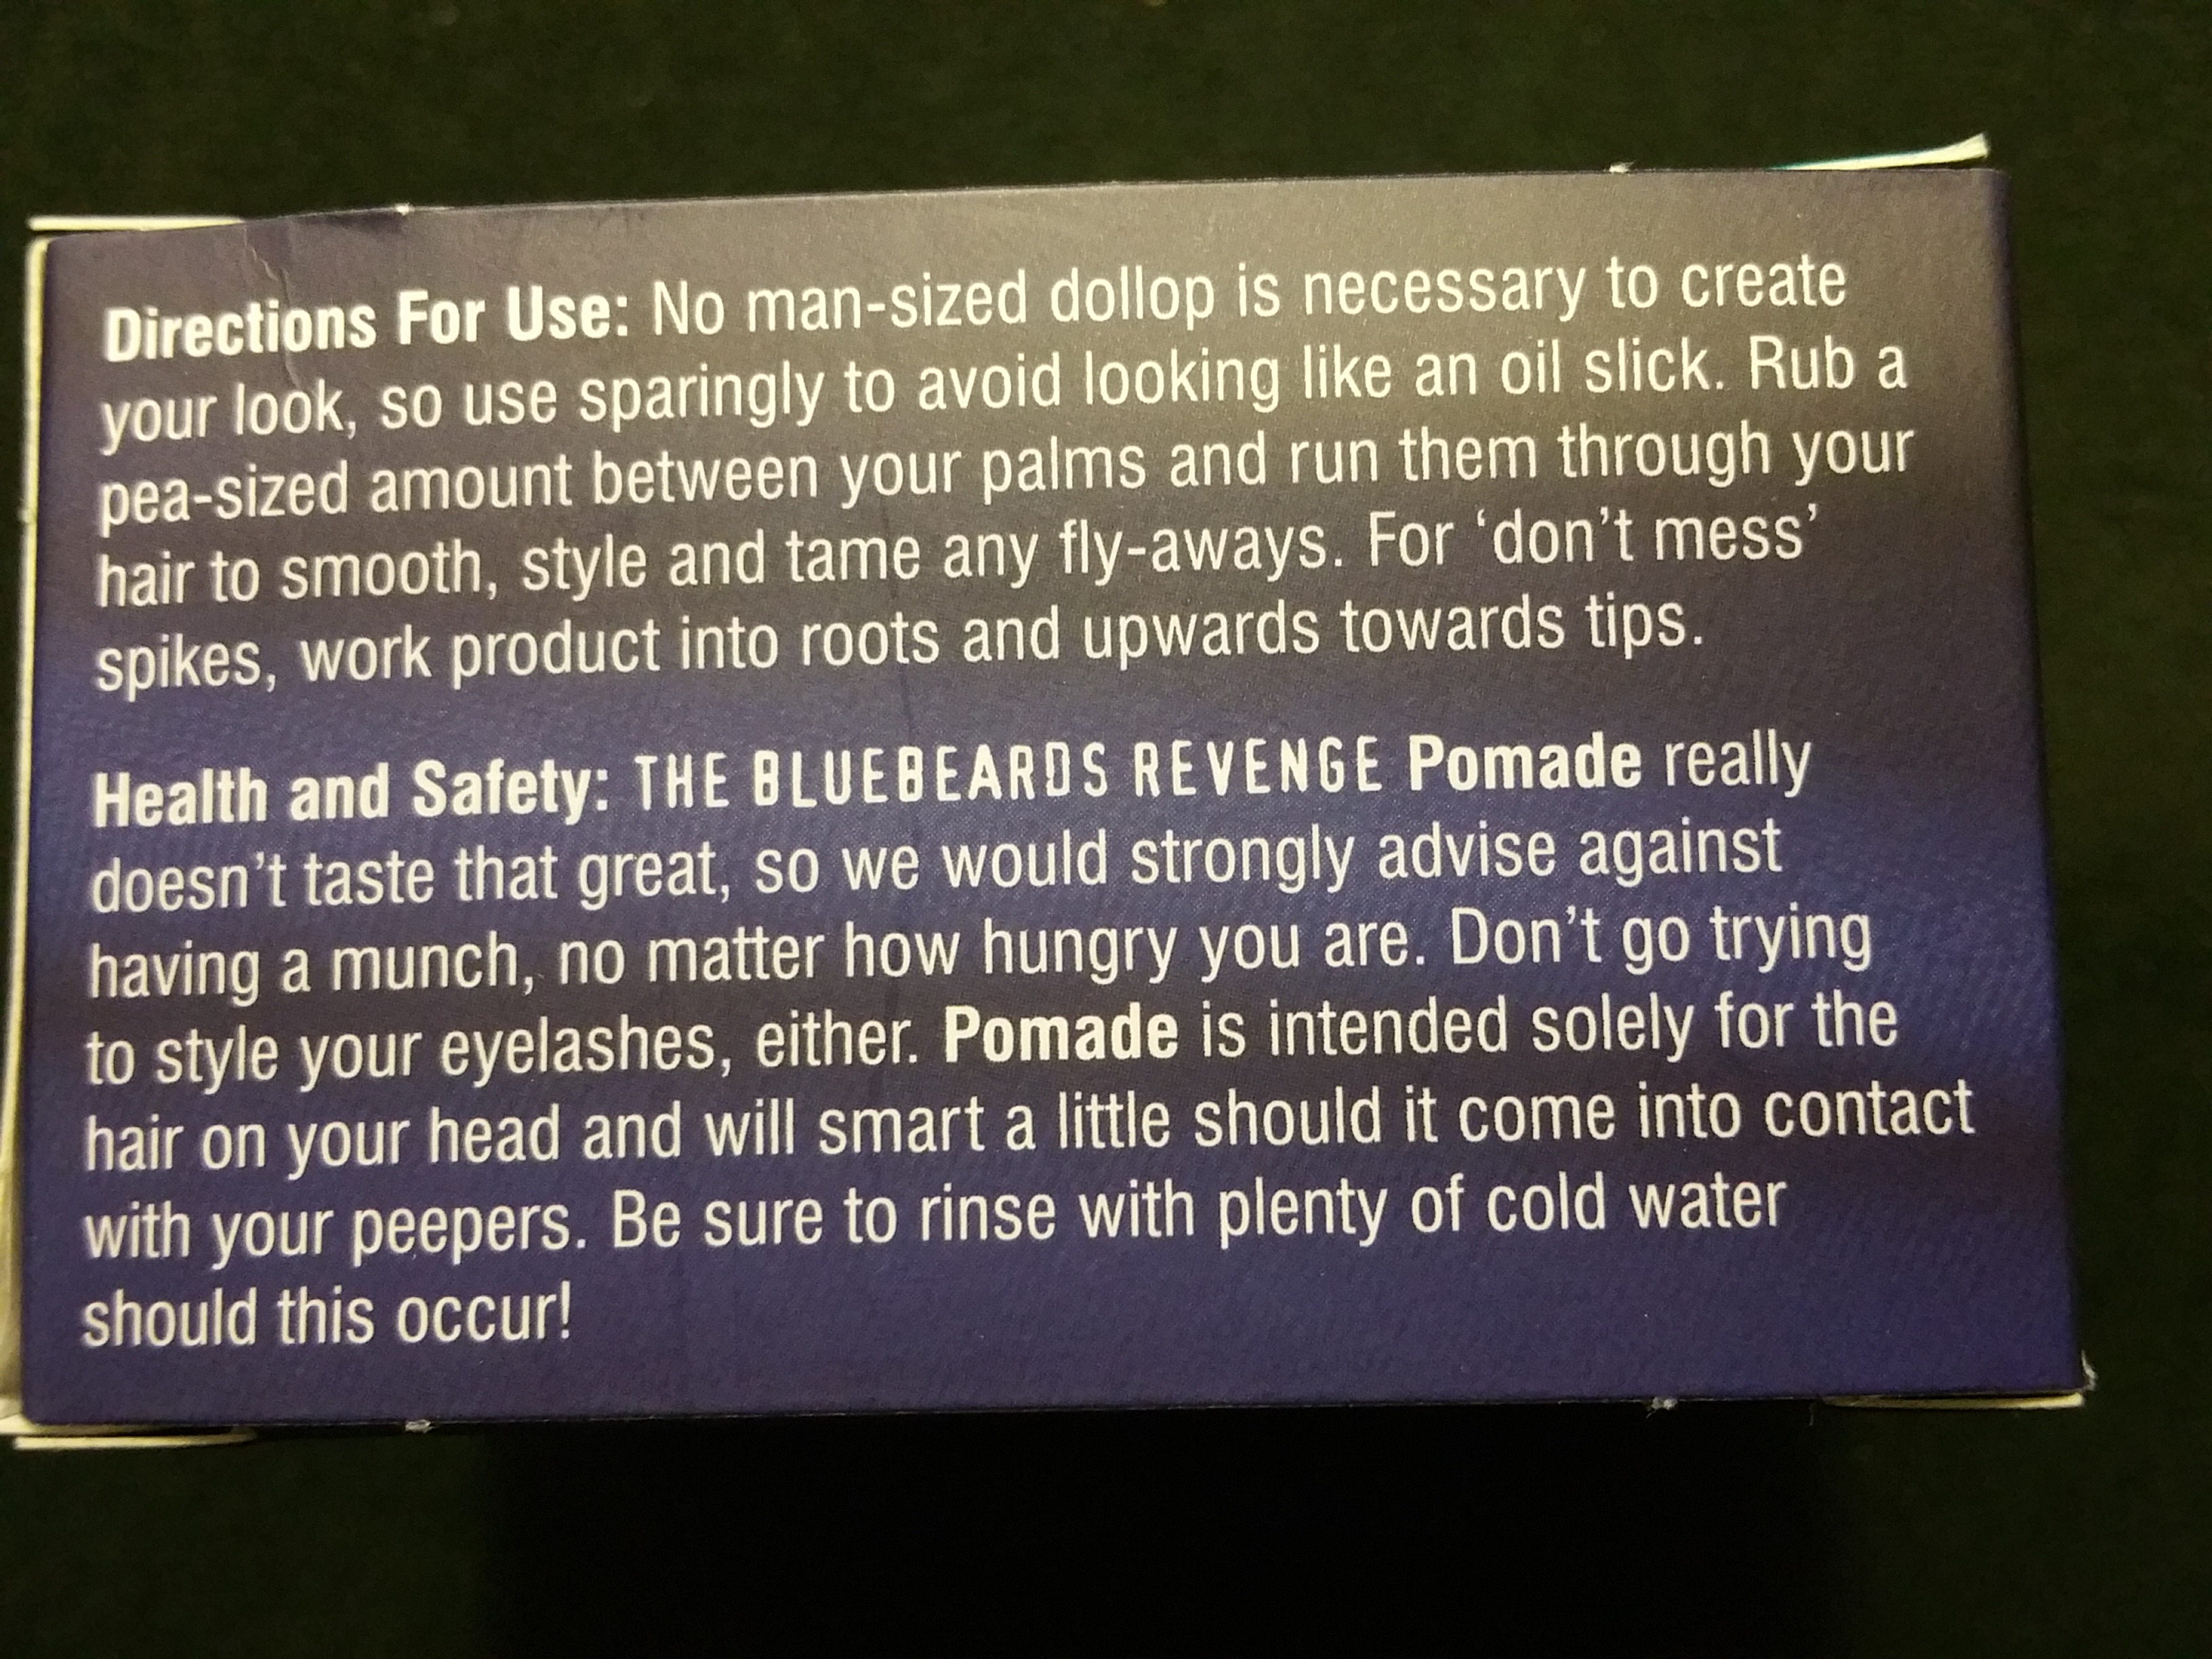 Directions For Use: No man-sized dollop is necessary to create
your look, so use sparingly to avoid looking like an oil slick. Rub a
pea-sized amount between your palms and run them through your
hair to smooth, style and tame any fly-aways. For ‘don’t mess’
spikes, work product into roots and upwards towards tips.
Health and Safety: THE BLUEBEARDS REVENGE Pomade really
doesn’t taste that great, so we would strongly advise against
having a munch, no matter how hungry you are. Don’t go trying
to style your eyelashes, either. Pomade is intended solely for the
hair on your head and will smart a little should it come into contact
with your peepers. Be sure to rinse with plenty of cold water
should this occur!